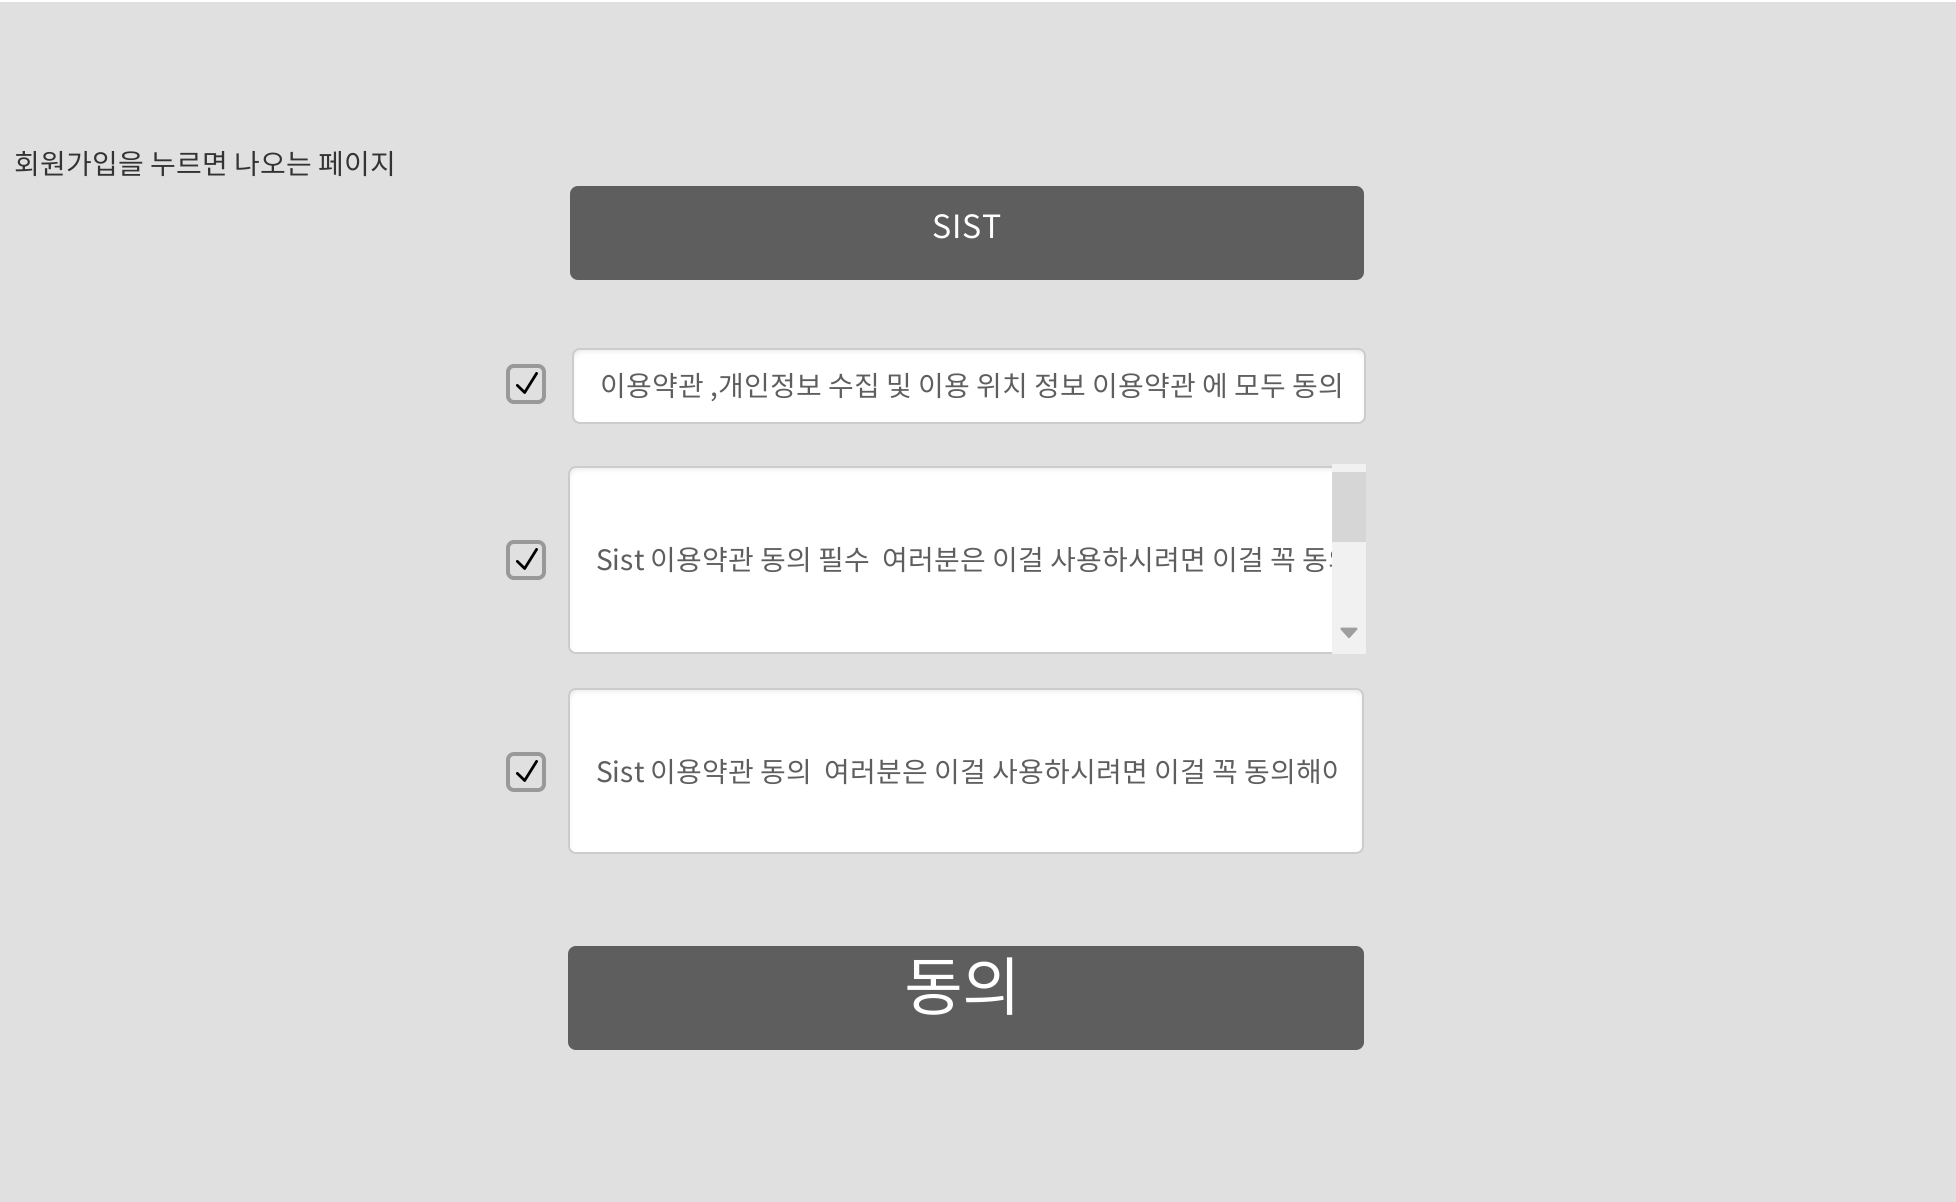 회원가입을 누르면 나오는 페이지
SIST
이용약관 ,개인정보 수집 및 이용 위치 정보 이용약관 에 모두 동의
Sist 이용약관 동의 필수  여러분은 이걸 사용하시려면 이걸 꼭
Sist 이용약관 동의  여러분은 이걸 사용하시려면 이걸 꼭 동의해
동의